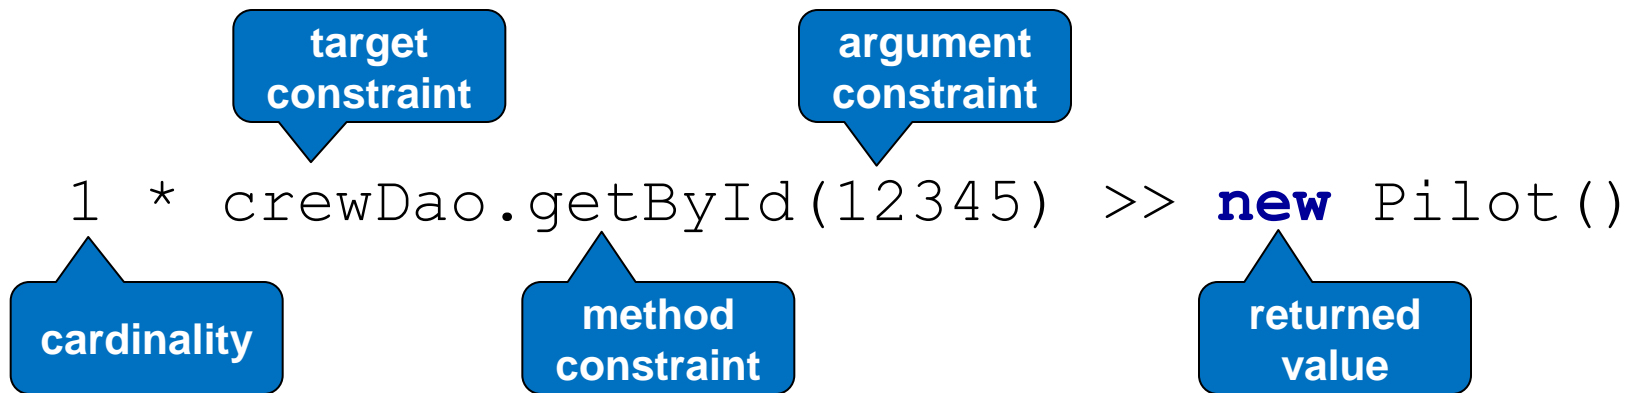 target
constraint
argument
constraint
1 * crewDao.getById(12345) >> new Pilot()
cardinality
method
constraint
returned
value